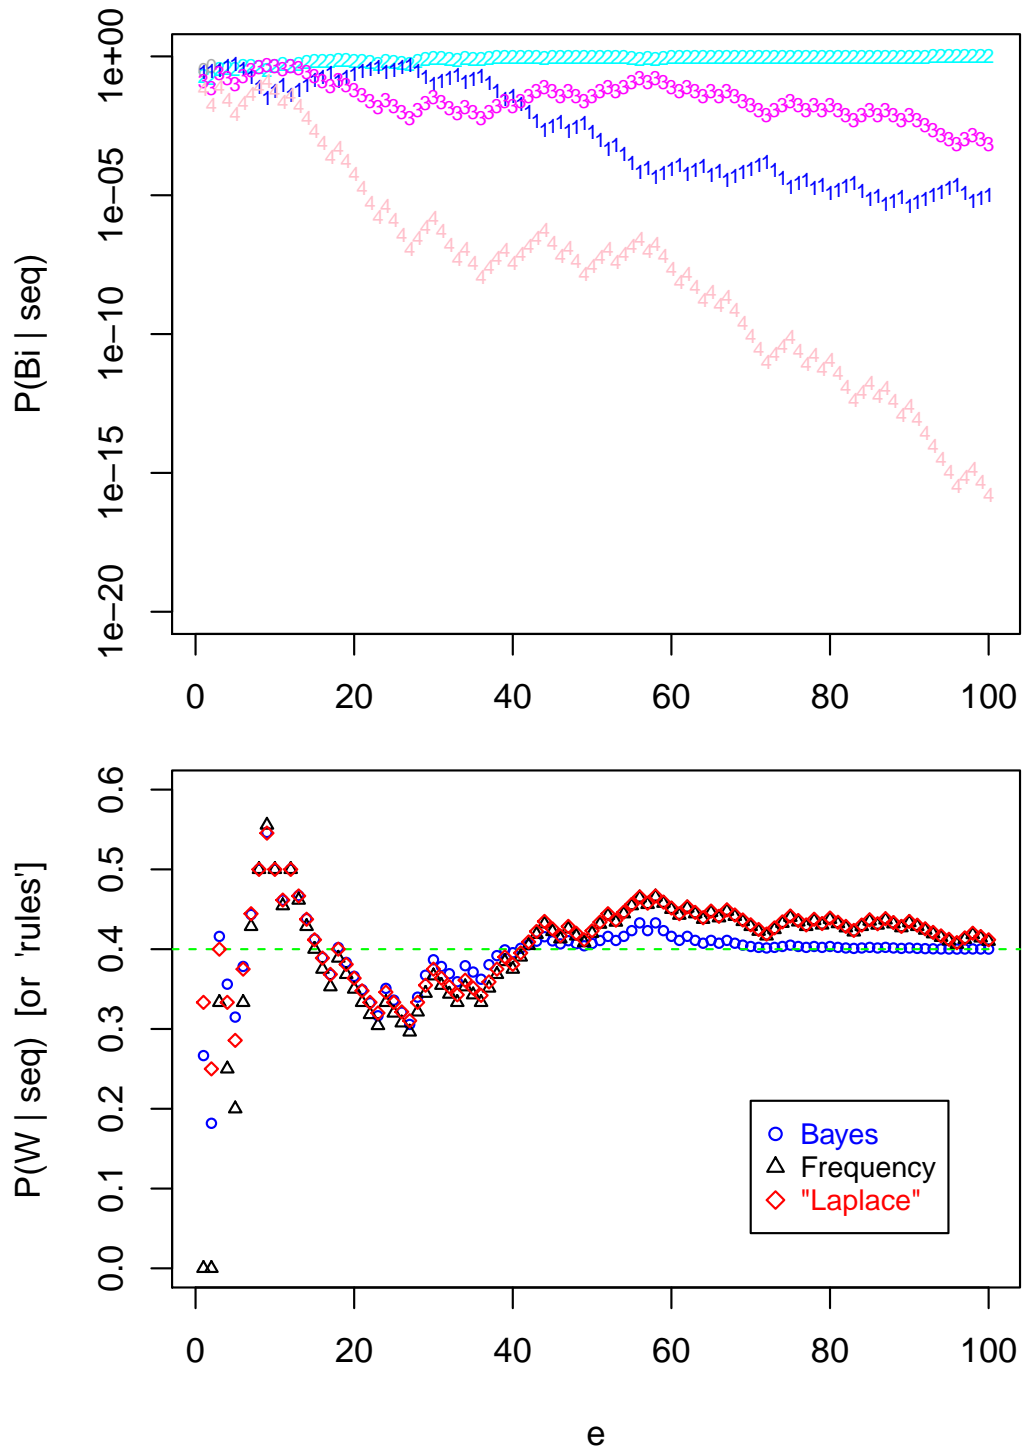 P(Bi | seq)
1e+00
1e−05
1e−10
1e−15
1e−20
0 20 40 60 80 100
P(W | seq) [or 'rules']
0.6
0.5
0.4
0.3
0.2
0.1
0.0
Bayes
Frequency
"Laplace"
0 20 40 60 80 100
e